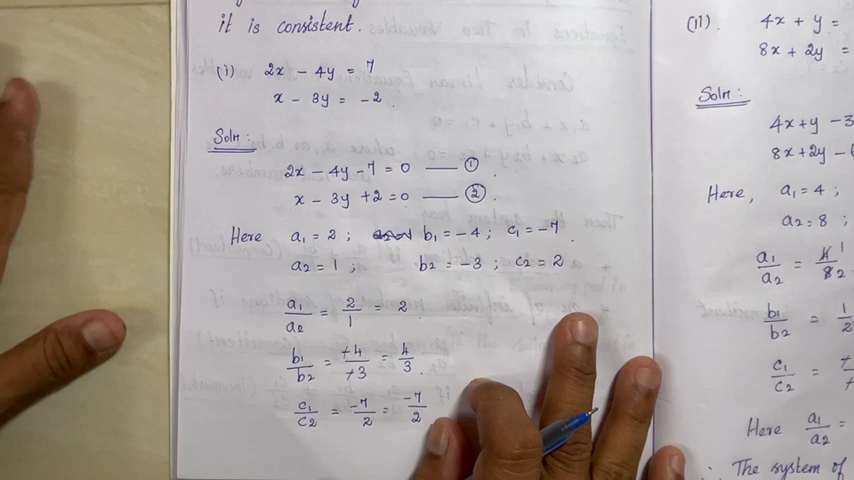 it is consistent.
(i) 2x - 4y = 7
x - 3y = -2.
Soln:
2x - 4y - 7 = 0 —— ①.
x - 3y + 2 = 0 —— ②.
Here a₁ = 2; b₁ = -4; c₁ = -7.
a₂ = 1; b₂ = -3; c₂ = 2
a₁/a₂ = 2/1 = 2
b₁/b₂ = +4/+3 = 4/3.
c₁/c₂ = -7/2 = -7/2
(ii). 4x + y =
8x + 2y =
Soln:
4x + y - 3
8x + 2y -
Here, a₁ = 4;
a₂ = 8;
a₁/a₂ =
b₁/b₂ = 1/2
c₁/c₂ =
Here a₁/a₂ =
∴ The system of